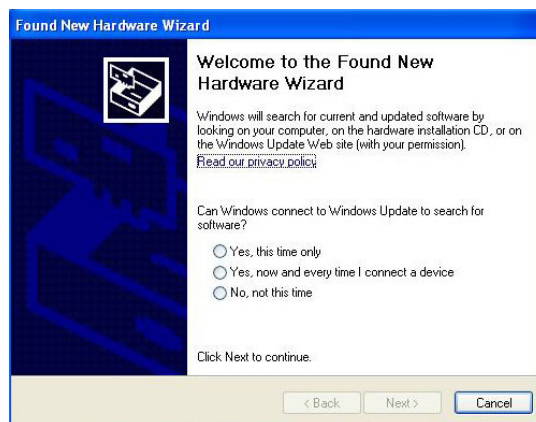 Found New Hardware Wizard
Welcome to the Found New
Hardware Wizard
Windows will search for current and updated software by
looking on your computer, on the hardware installation CD, or on
the Windows Update Web site (with your permission).
Read our privacy policy
Can Windows connect to Windows Update to search for
software?
Yes, this time only
Yes, now and every time I connect a device
No, not this time
Click Next to continue.
< Back Next > Cancel